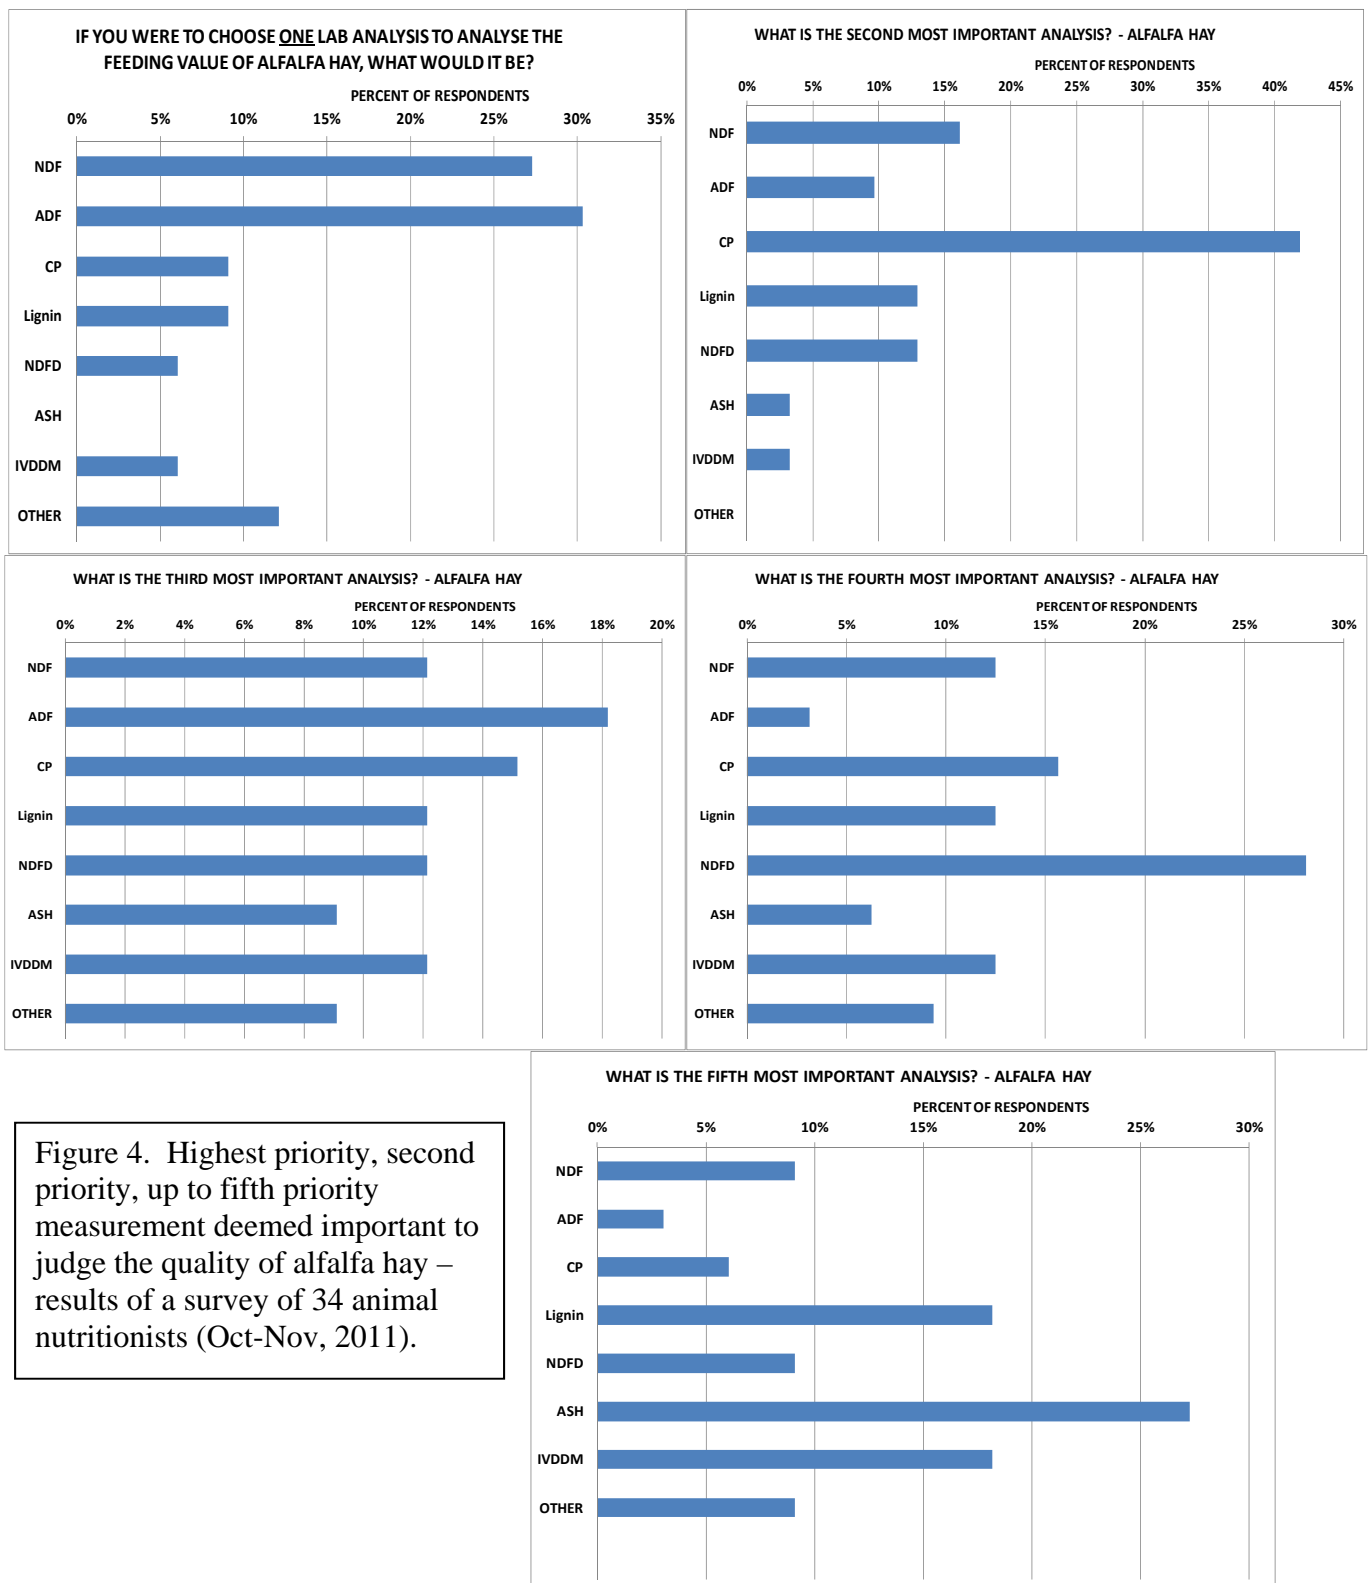 IF YOU WERE TO CHOOSE ONE LAB ANALYSIS TO ANALYSE THE
FEEDING VALUE OF ALFALFA HAY, WHAT WOULD IT BE?
PERCENT OF RESPONDENTS
0% 5% 10% 15% 20% 25% 30% 35%
NDF
ADF
CP
Lignin
NDFD
ASH
IVDDM
OTHER
WHAT IS THE SECOND MOST IMPORTANT ANALYSIS? - ALFALFA HAY
PERCENT OF RESPONDENTS
0% 5% 10% 15% 20% 25% 30% 35% 40% 45%
NDF
ADF
CP
Lignin
NDFD
ASH
IVDDM
OTHER
WHAT IS THE THIRD MOST IMPORTANT ANALYSIS? - ALFALFA HAY
PERCENT OF RESPONDENTS
0% 2% 4% 6% 8% 10% 12% 14% 16% 18% 20%
NDF
ADF
CP
Lignin
NDFD
ASH
IVDDM
OTHER
WHAT IS THE FOURTH MOST IMPORTANT ANALYSIS? - ALFALFA HAY
PERCENT OF RESPONDENTS
0% 5% 10% 15% 20% 25% 30%
NDF
ADF
CP
Lignin
NDFD
ASH
IVDDM
OTHER
Figure 4. Highest priority, second
priority, up to fifth priority
measurement deemed important to
judge the quality of alfalfa hay –
results of a survey of 34 animal
nutritionists (Oct-Nov, 2011).
WHAT IS THE FIFTH MOST IMPORTANT ANALYSIS? - ALFALFA HAY
PERCENT OF RESPONDENTS
0% 5% 10% 15% 20% 25% 30%
NDF
ADF
CP
Lignin
NDFD
ASH
IVDDM
OTHER